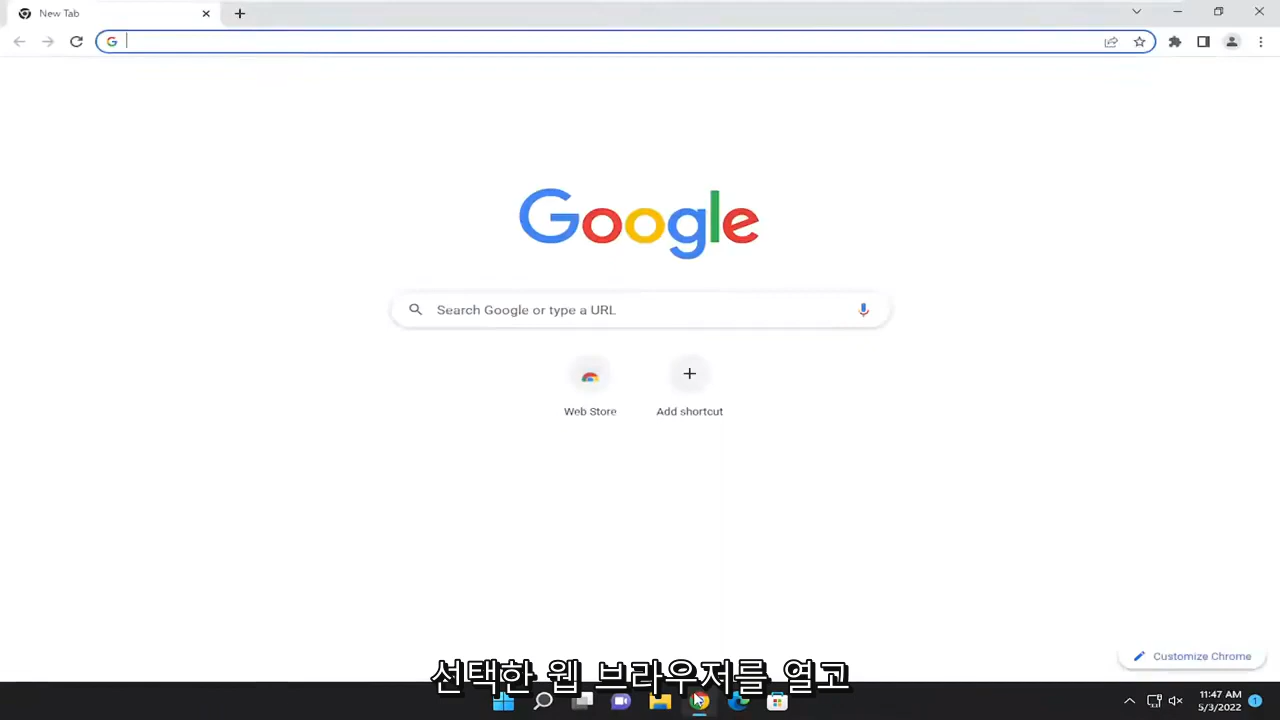 New Tab
Google
Search Google or type a URL
Web Store
Add shortcut
Customize Chrome
선택한 웹 브라우저를 열고
11:47 AM
5/3/2022
1